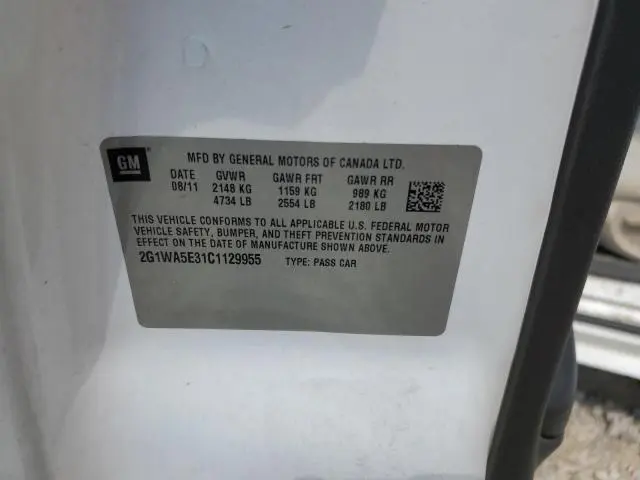 GM
MFD BY GENERAL MOTORS OF CANADA LTD.
DATE GVWR GAWR FRT GAWR RR
08/11 2148 KG 1159 KG 989 KG
4734 LB 2554 LB 2180 LB
THIS VEHICLE CONFORMS TO ALL APPLICABLE U.S. FEDERAL MOTOR
VEHICLE SAFETY, BUMPER, AND THEFT PREVENTION STANDARDS IN
EFFECT ON THE DATE OF MANUFACTURE SHOWN ABOVE.
2G1WA5E31C1129955 TYPE: PASS CAR